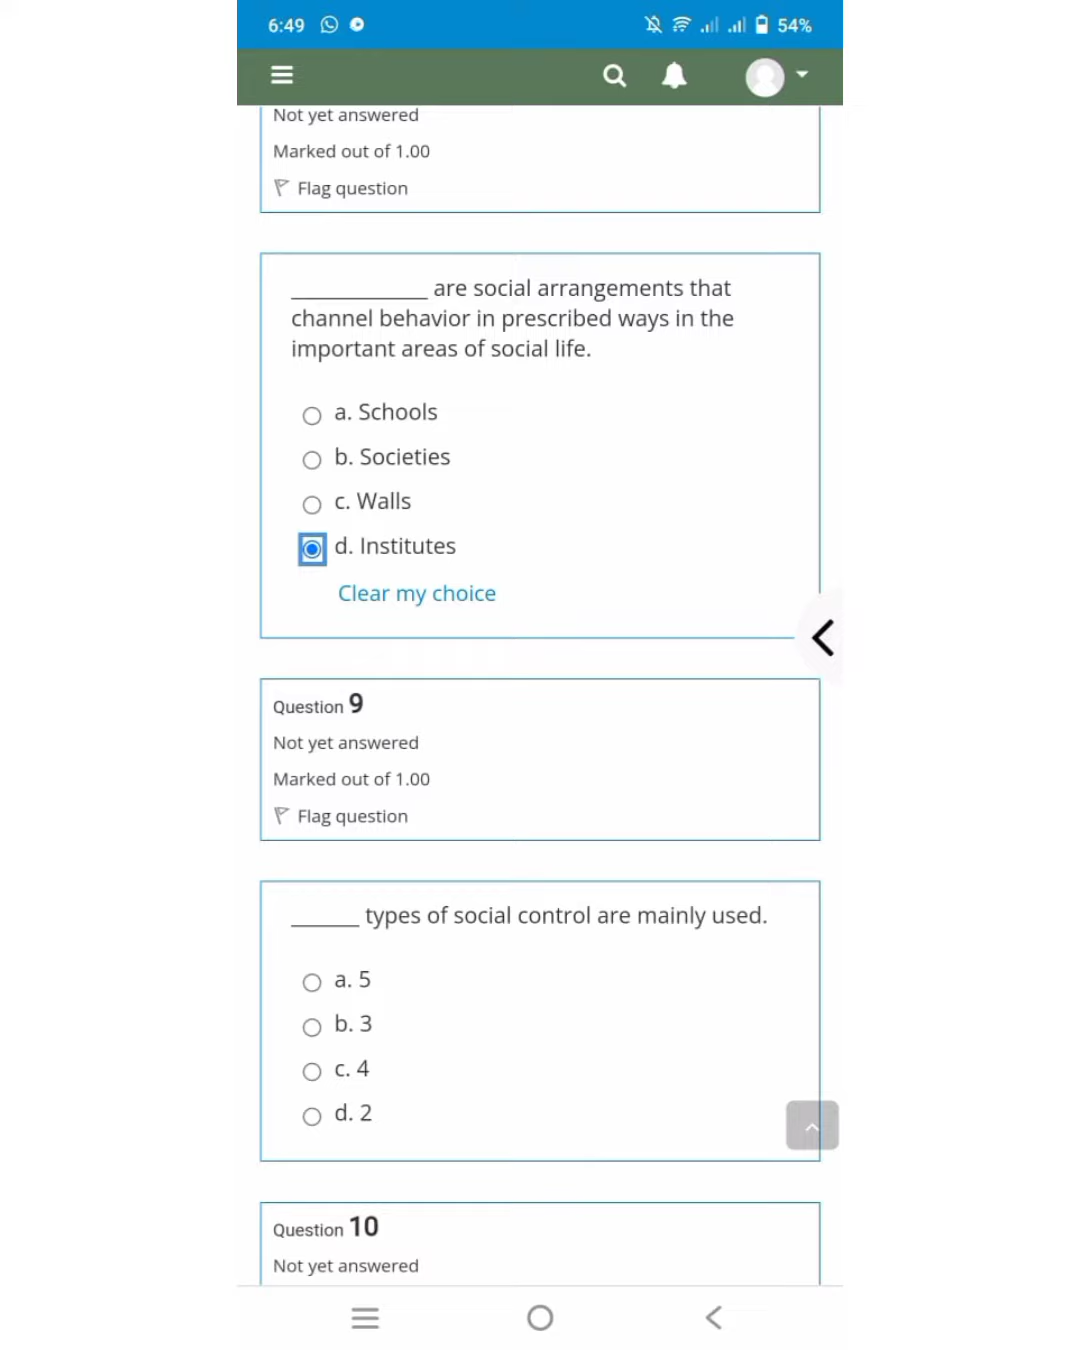 6:49 54%
Not yet answered
Marked out of 1.00
Flag question
____________ are social arrangements that
channel behavior in prescribed ways in the
important areas of social life.
a. Schools
b. Societies
c. Walls
d. Institutes
Clear my choice
Question 9
Not yet answered
Marked out of 1.00
Flag question
______ types of social control are mainly used.
a. 5
b. 3
c. 4
d. 2
Question 10
Not yet answered